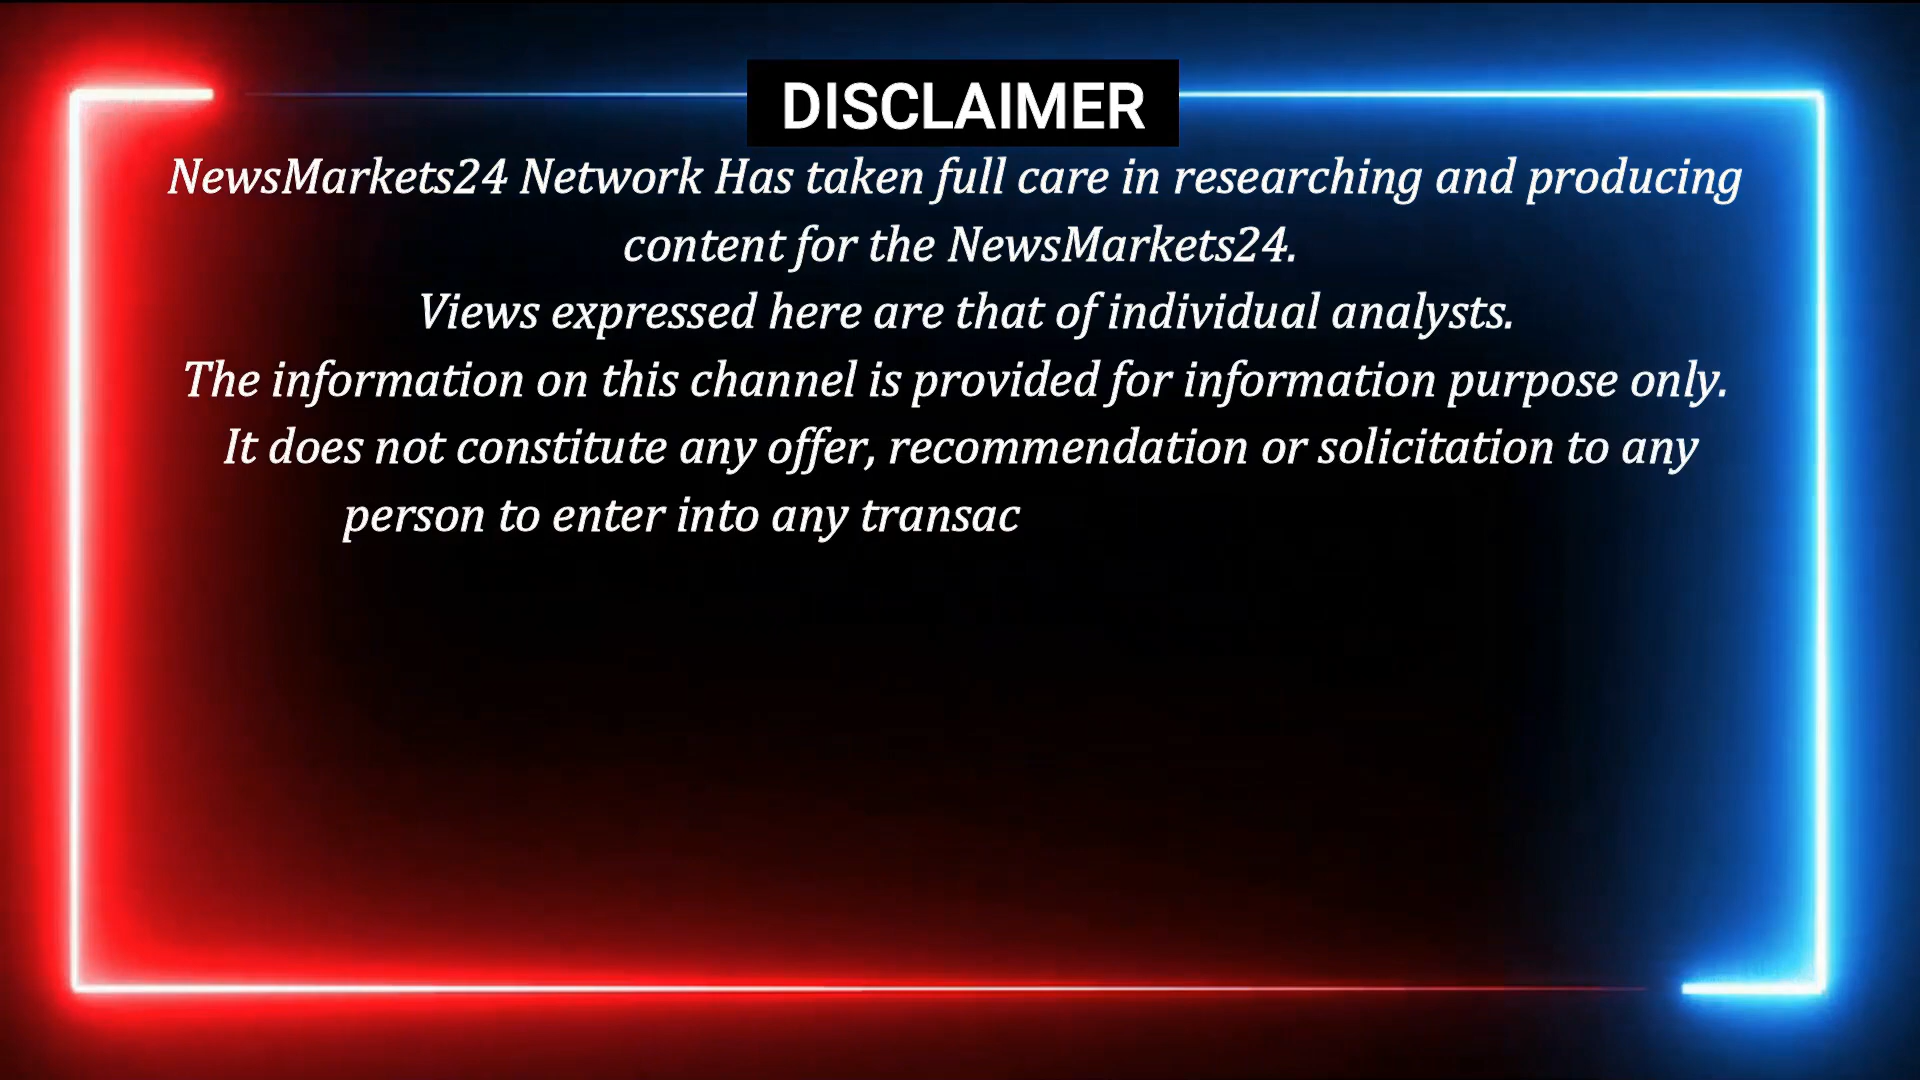 DISCLAIMER
NewsMarkets24 Network Has taken full care in researching and producing
content for the NewsMarkets24.
Views expressed here are that of individual analysts.
The information on this channel is provided for information purpose only.
It does not constitute any offer, recommendation or solicitation to any
person to enter into any transac